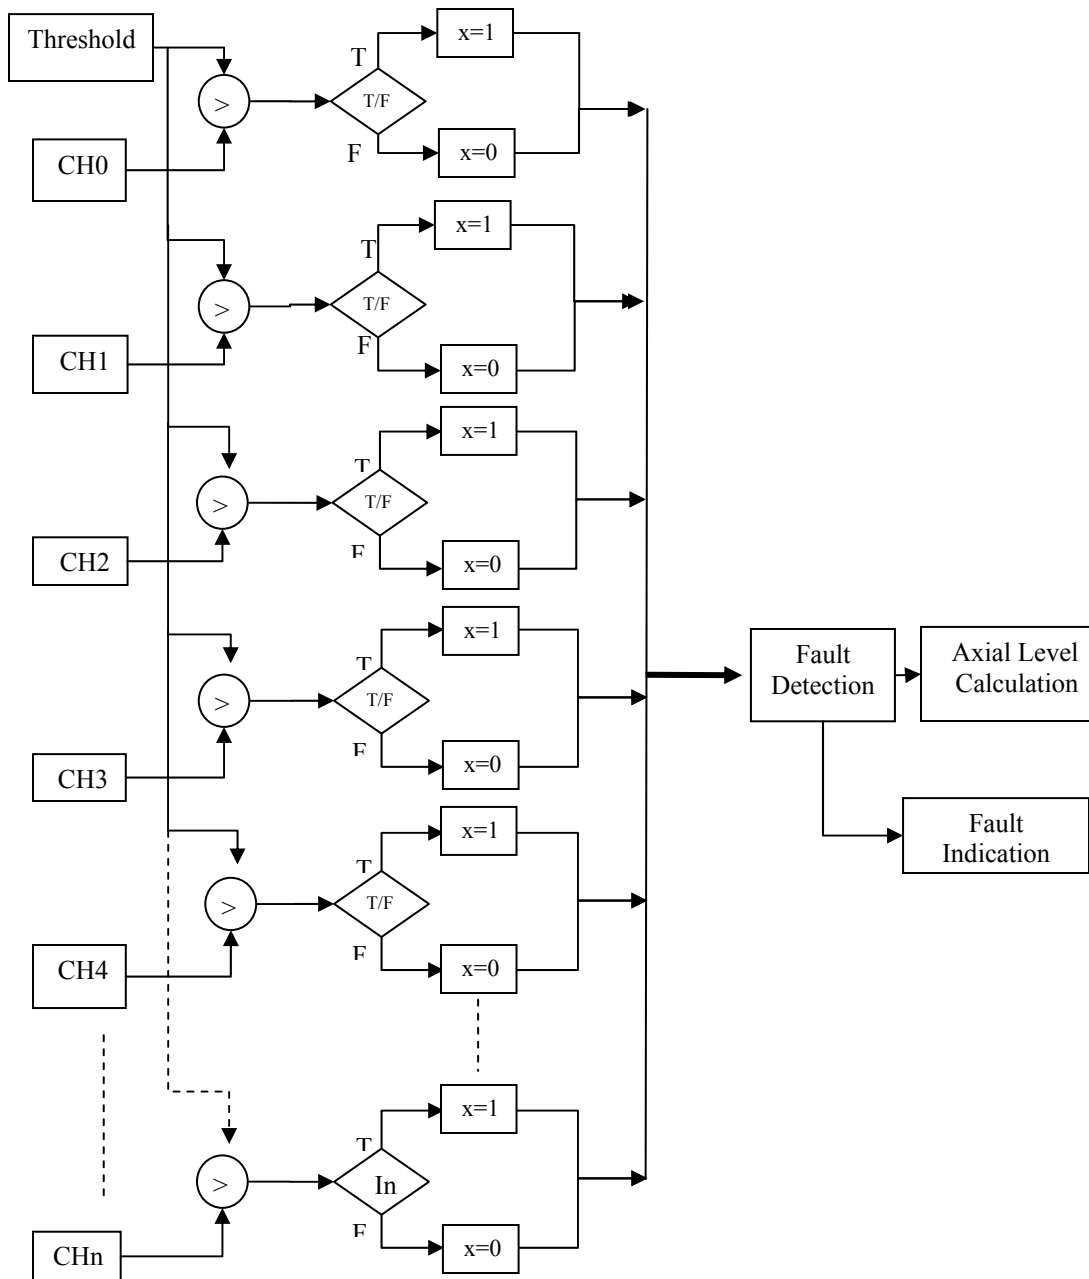 Threshold
CH0
>
T/F
T
F
x=1
x=0
CH1
>
T/F
T
F
x=1
x=0
CH2
>
T/F
T
F
x=1
x=0
CH3
>
T/F
T
F
x=1
x=0
CH4
>
T/F
T
F
x=1
x=0
CHn
>
In
T
F
x=1
x=0
Fault
Detection
Axial Level
Calculation
Fault
Indication